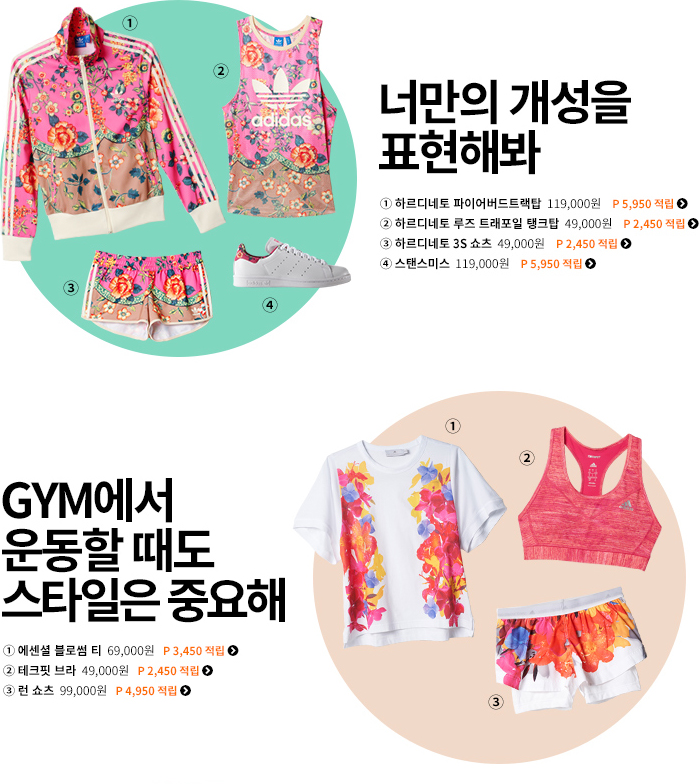 ①
②
adidas
③
④
너만의 개성을
표현해봐
① 하르디네토 파이어버드트랙탑 119,000원 P 5,950 적립
② 하르디네토 루즈 트래포일 탱크탑 49,000원 P 2,450 적립
③ 하르디네토 3S 쇼츠 49,000원 P 2,450 적립
④ 스탠스미스 119,000원 P 5,950 적립
GYM에서
운동할 때도
스타일은 중요해
① 에센셜 블로썸 티 69,000원 P 3,450 적립
② 테크핏 브라 49,000원 P 2,450 적립
③ 런 쇼츠 99,000원 P 4,950 적립
①
②
③